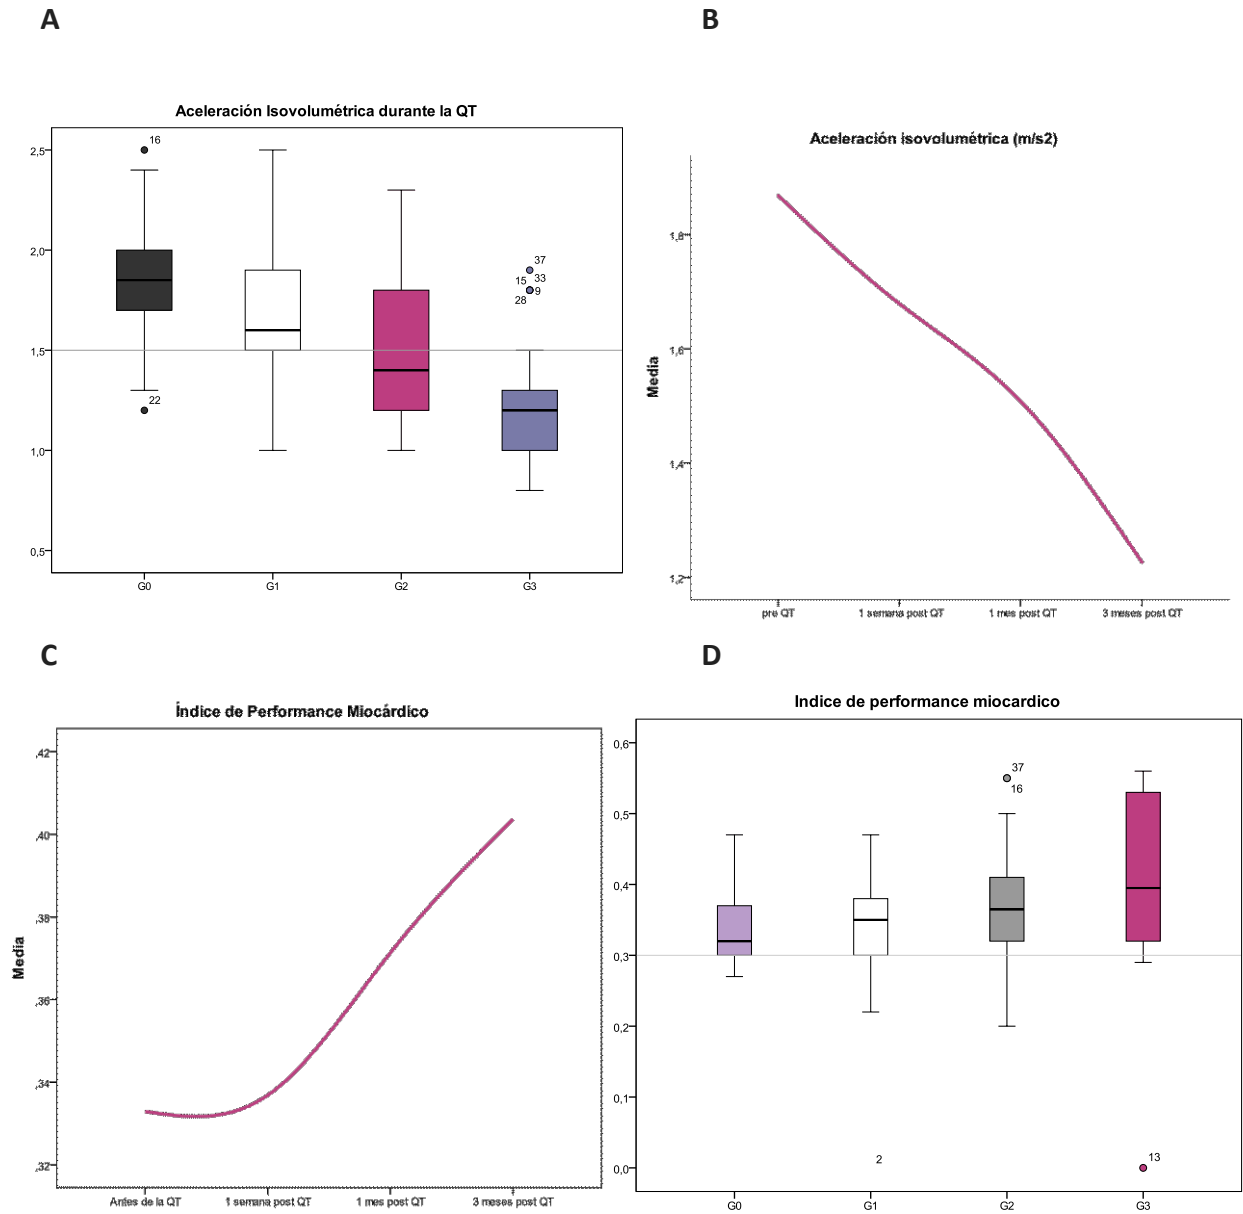 A
B
Aceleración Isovolumétrica durante la QT
16
2,5
2,0
37
15
33
9
28
1,5
22
1,0
0,5
G0
G1
G2
G3
Aceleración isovolumétrica (m/s2)
1,8
1,6
Media
1,4
1,2
pre QT
1 semana post QT
1 mes post QT
3 meses post QT
C
D
Índice de Performance Miocárdico
,42
,40
,38
Media
,36
,34
,32
Antes de la QT
1 semana post QT
1 mes post QT
3 meses post QT
Indice de performance miocardico
0,6
37
16
0,5
0,4
0,3
0,2
0,1
2
13
0,0
G0
G1
G2
G3